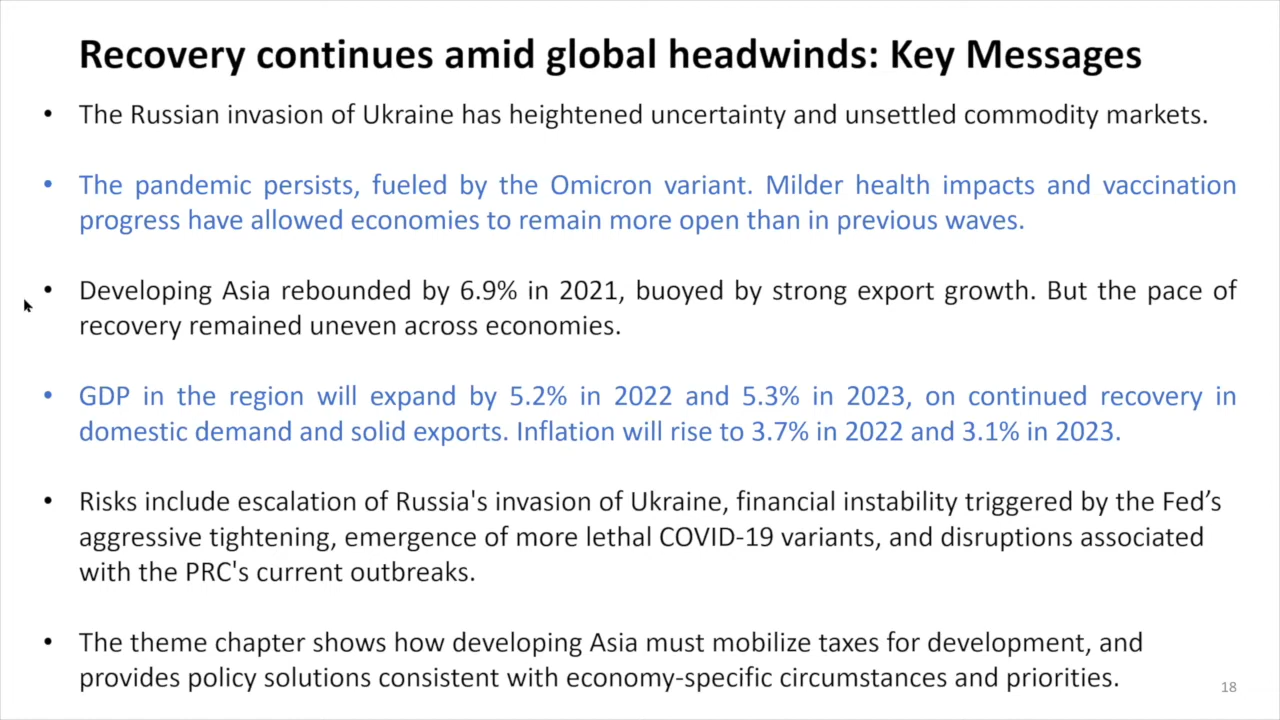 Recovery continues amid global headwinds: Key Messages
• The Russian invasion of Ukraine has heightened uncertainty and unsettled commodity markets.
• The pandemic persists, fueled by the Omicron variant. Milder health impacts and vaccination
progress have allowed economies to remain more open than in previous waves.
• Developing Asia rebounded by 6.9% in 2021, buoyed by strong export growth. But the pace of
recovery remained uneven across economies.
• GDP in the region will expand by 5.2% in 2022 and 5.3% in 2023, on continued recovery in
domestic demand and solid exports. Inflation will rise to 3.7% in 2022 and 3.1% in 2023.
• Risks include escalation of Russia's invasion of Ukraine, financial instability triggered by the Fed’s
aggressive tightening, emergence of more lethal COVID-19 variants, and disruptions associated
with the PRC's current outbreaks.
• The theme chapter shows how developing Asia must mobilize taxes for development, and
provides policy solutions consistent with economy-specific circumstances and priorities.
18